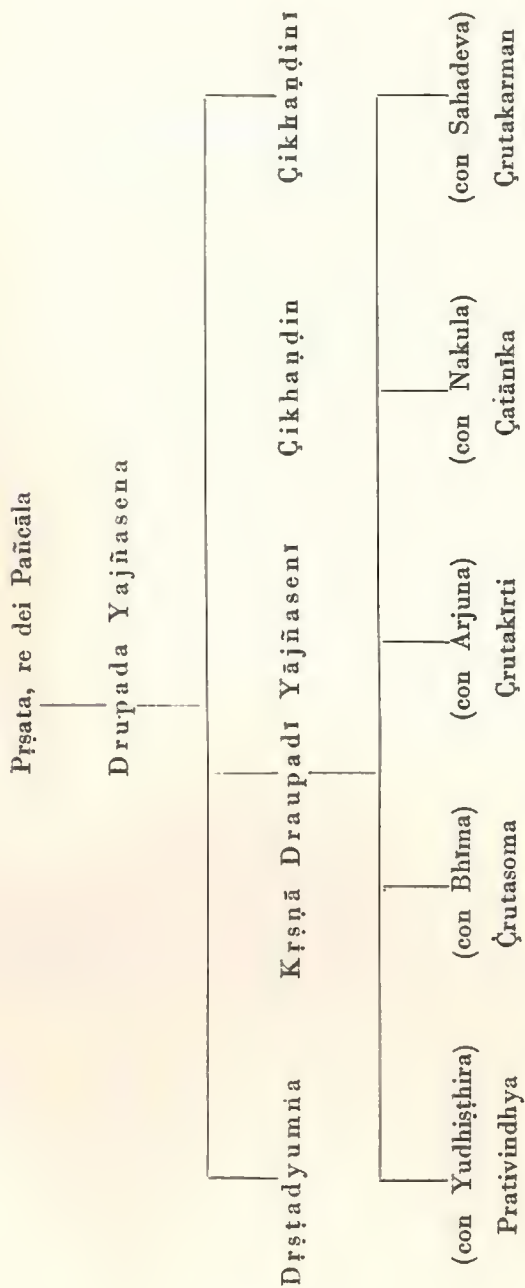 Pṛṣata, re dei Pañcāla
Drupada Yajñasena
Dṛṣṭadyumna Kṛṣṇā Draupadī Yājñasenī Çikhaṇḍin Çikhaṇḍinī
(con Yudhiṣṭhira) (con Bhīma) (con Arjuna) (con Nakula) (con Sahadeva)
Prativindhya Çrutasoma Çrutakīrti Çatānīka Çrutakarman